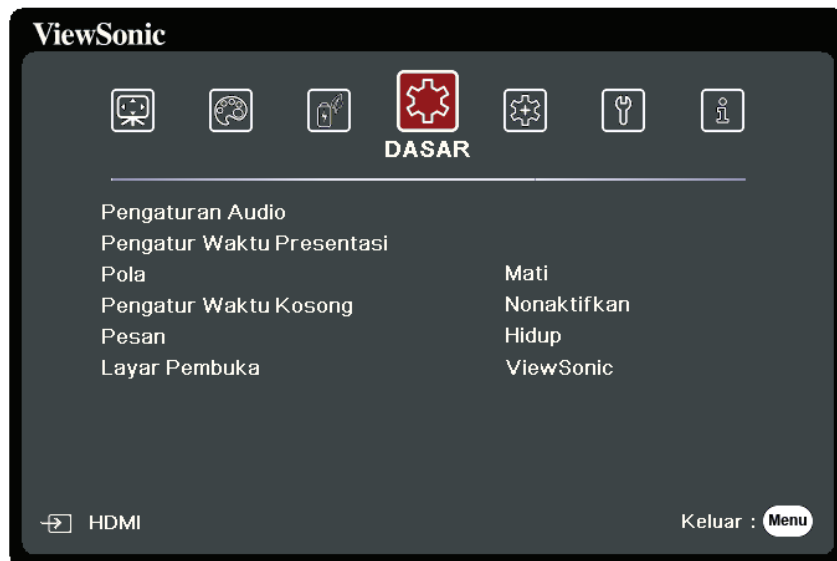 ViewSonic
DASAR
Pengaturan Audio
Pengatur Waktu Presentasi
Pola Mati
Pengatur Waktu Kosong Nonaktifkan
Pesan Hidup
Layar Pembuka ViewSonic
HDMI Keluar : Menu